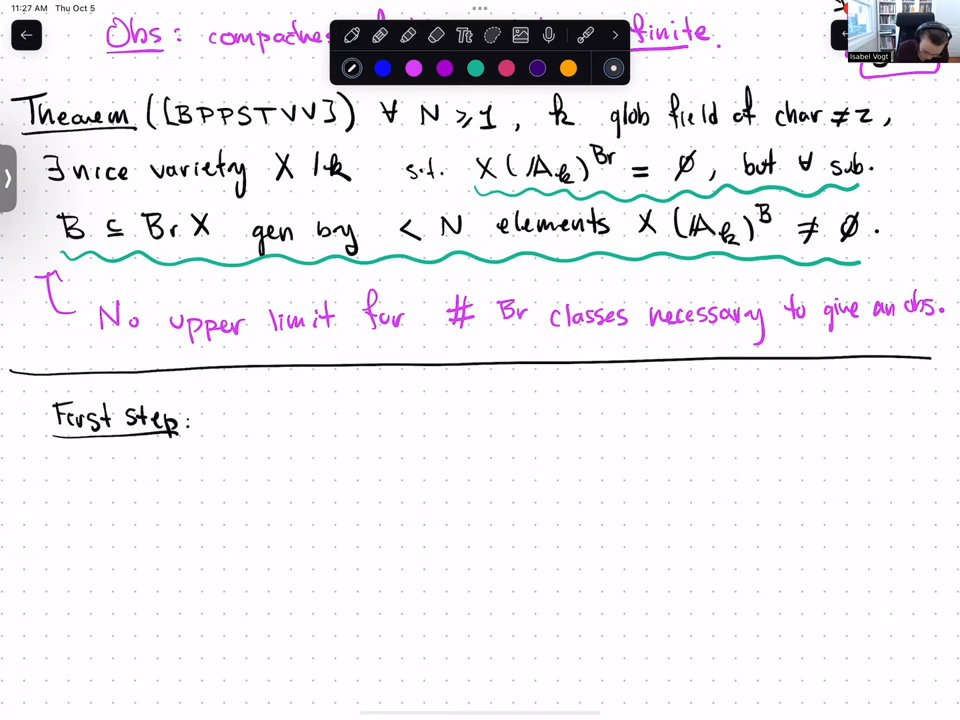 11:27 AM Thu Oct 5
Obs: finite.
Tt
Isabel Vogt
Theorem ([BPPSTVV]) ∀ N ≥ 1, k glob field of char ≠ 2,
∃ nice variety X / k s.t. X(𝔸_k)^Br = ∅, but ∀ sub.
B ⊆ Br X gen by < N elements X(𝔸_k)^B ≠ ∅.
No upper limit for # Br classes necessary to give an obs.
First step: